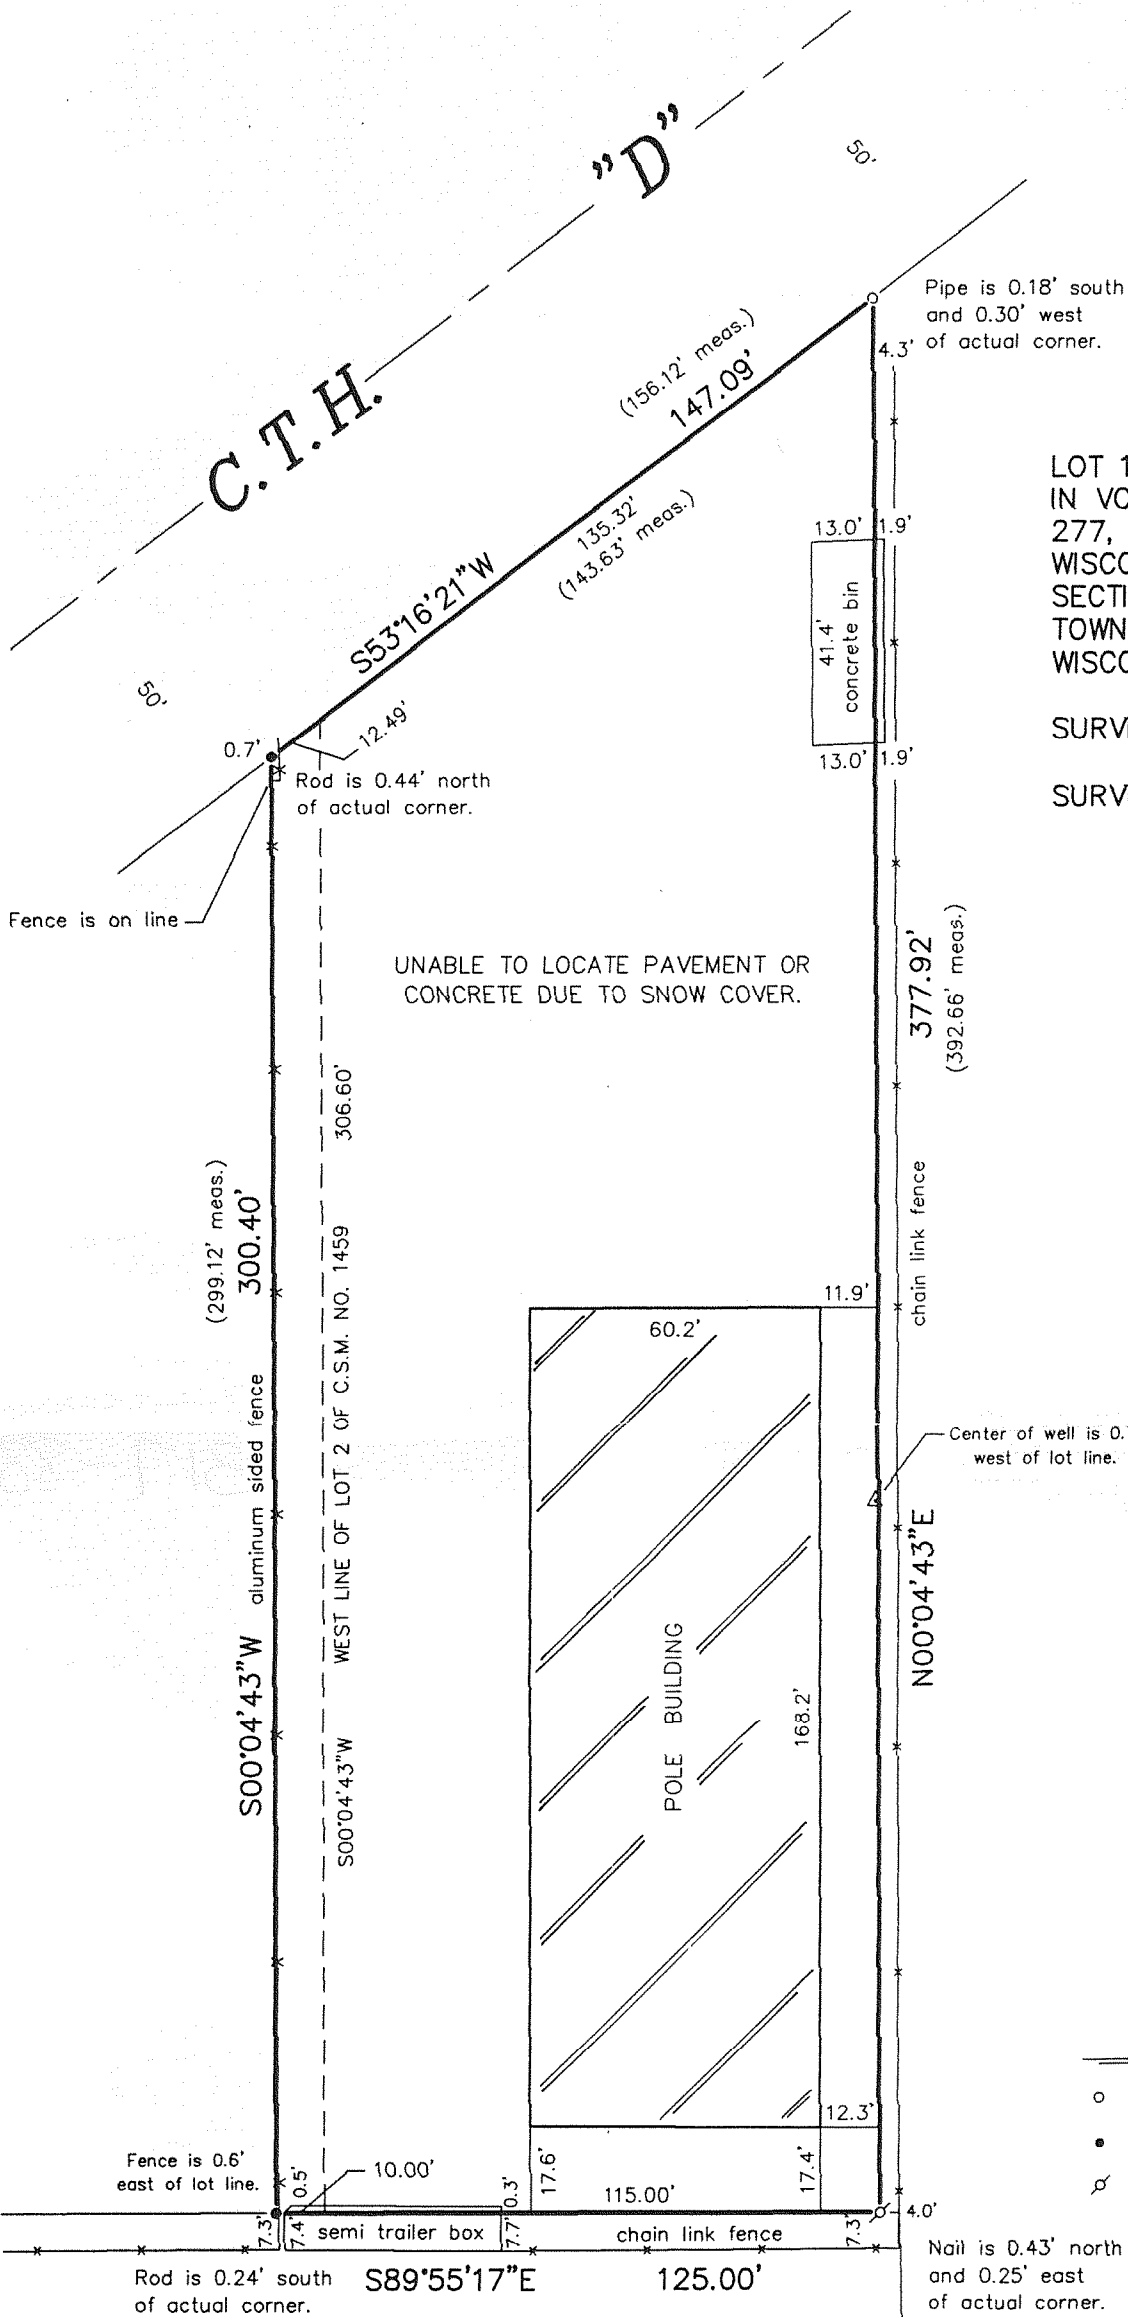 C.T.H. "D"
50'
Pipe is 0.18' south
and 0.30' west
of actual corner.
4.3'
(156.12' meas.)
147.09'
135.32'
(143.63' meas.)
S53°16'21"W
LOT 1
IN VO
277,
WISCO
SECTI
TOWN
WISCO
SURV
SURV
13.0'
1.9'
41.4'
concrete bin
13.0'
1.9'
50'
0.7'
12.49'
Rod is 0.44' north
of actual corner.
Fence is on line
UNABLE TO LOCATE PAVEMENT OR
CONCRETE DUE TO SNOW COVER.
377.92'
(392.66' meas.)
306.60'
(299.12' meas.)
300.40'
WEST LINE OF LOT 2 OF C.S.M. NO. 1459
S00°04'43"W
aluminum sided fence
S00°04'43"W
chain link fence
11.9'
60.2'
Center of well is 0.
west of lot line.
N00°04'43"E
POLE BUILDING
168.2'
12.3'
Fence is 0.6'
east of lot line.
0.5'
10.00'
0.3'
17.6'
115.00'
17.4'
7.3'
7.4'
semi trailer box
7.7'
chain link fence
7.3'
4.0'
Rod is 0.24' south
of actual corner.
S89°55'17"E
125.00'
Nail is 0.43' north
and 0.25' east
of actual corner.